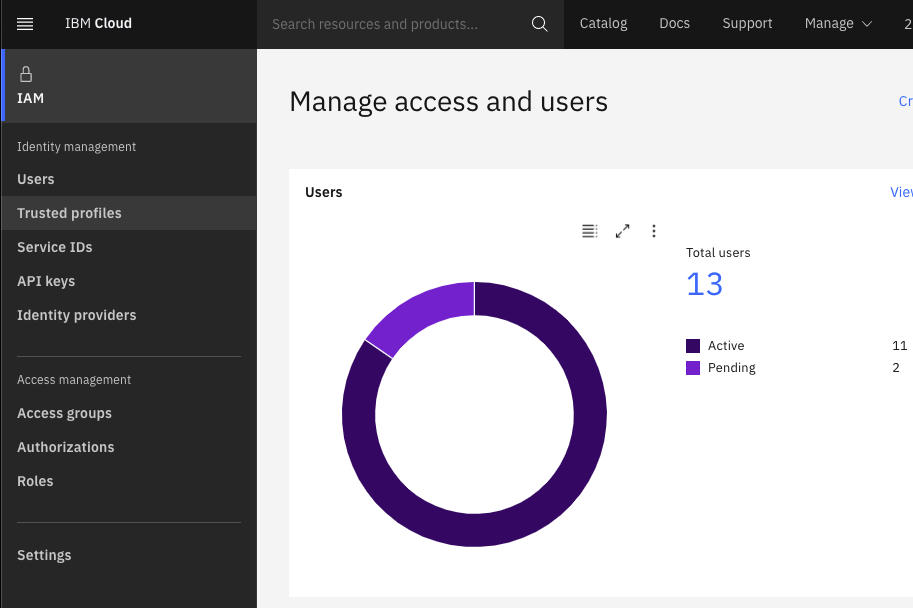 IBM Cloud
Search resources and products...
Catalog
Docs
Support
Manage
2
IAM
Identity management
Users
Trusted profiles
Service IDs
API keys
Identity providers
Access management
Access groups
Authorizations
Roles
Settings
Manage access and users
Cr
Users
View
Total users
13
Active 11
Pending 2